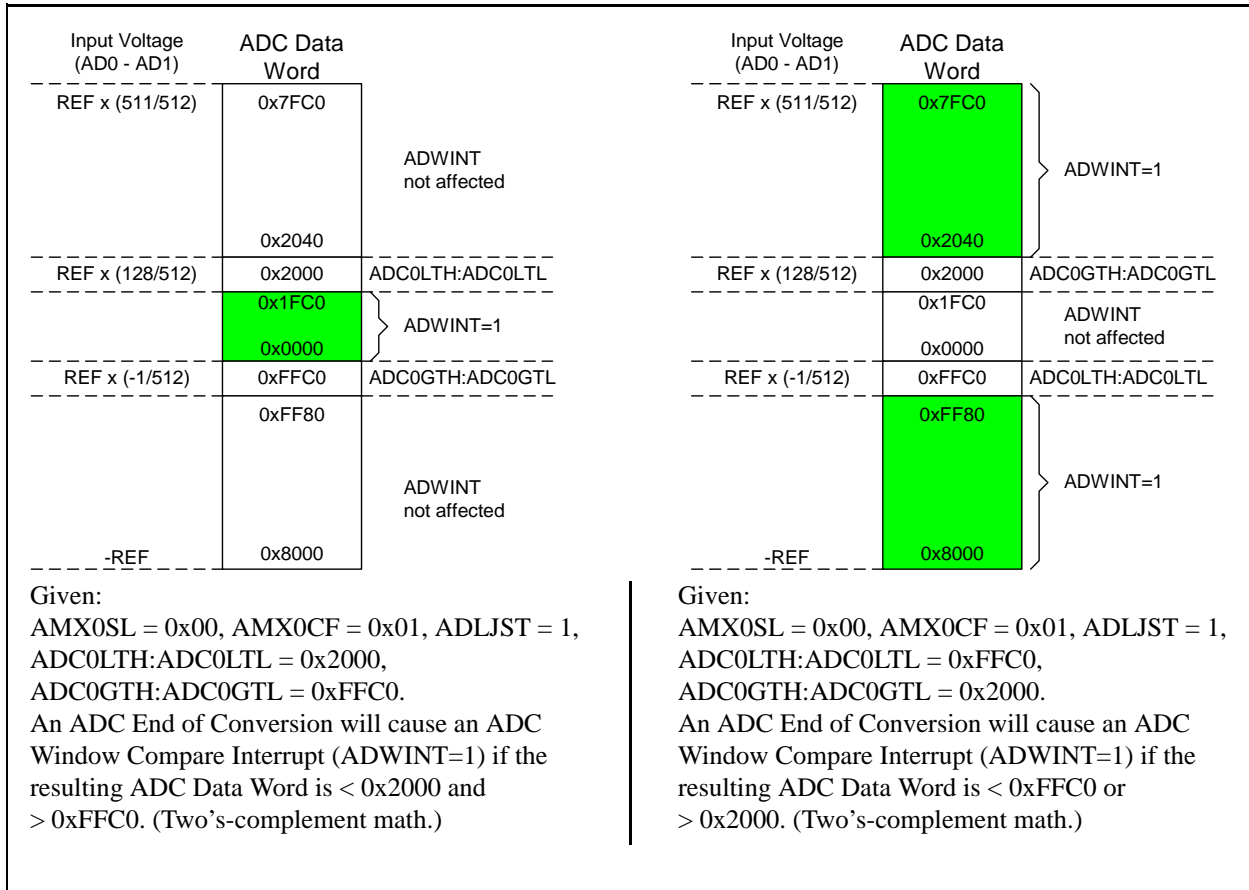 Input Voltage
(AD0 - AD1)
ADC Data
Word
REF x (511/512)
0x7FC0
ADWINT
not affected
0x2040
REF x (128/512)
0x2000
ADC0LTH:ADC0LTL
0x1FC0
ADWINT=1
0x0000
REF x (-1/512)
0xFFC0
ADC0GTH:ADC0GTL
0xFF80
ADWINT
not affected
-REF
0x8000
Given:
AMX0SL = 0x00, AMX0CF = 0x01, ADLJST = 1,
ADC0LTH:ADC0LTL = 0x2000,
ADC0GTH:ADC0GTL = 0xFFC0.
An ADC End of Conversion will cause an ADC
Window Compare Interrupt (ADWINT=1) if the
resulting ADC Data Word is < 0x2000 and
> 0xFFC0. (Two's-complement math.)
Input Voltage
(AD0 - AD1)
ADC Data
Word
REF x (511/512)
0x7FC0
ADWINT=1
0x2040
REF x (128/512)
0x2000
ADC0GTH:ADC0GTL
0x1FC0
ADWINT
not affected
0x0000
REF x (-1/512)
0xFFC0
ADC0LTH:ADC0LTL
0xFF80
ADWINT=1
-REF
0x8000
Given:
AMX0SL = 0x00, AMX0CF = 0x01, ADLJST = 1,
ADC0LTH:ADC0LTL = 0xFFC0,
ADC0GTH:ADC0GTL = 0x2000.
An ADC End of Conversion will cause an ADC
Window Compare Interrupt (ADWINT=1) if the
resulting ADC Data Word is < 0xFFC0 or
> 0x2000. (Two's-complement math.)